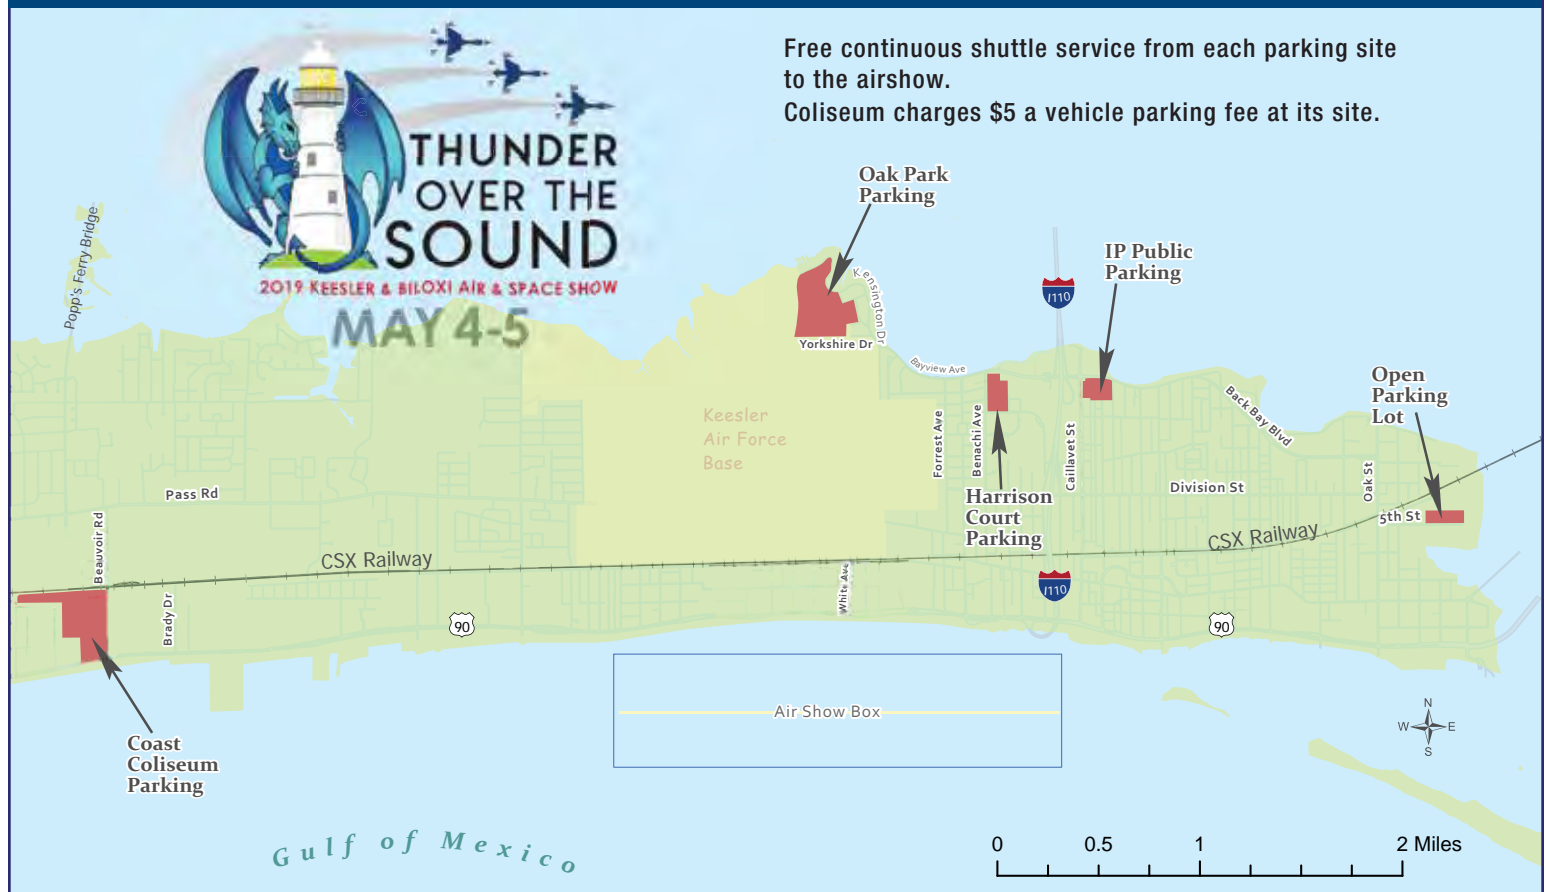 Free continuous shuttle service from each parking site
to the airshow.
Coliseum charges $5 a vehicle parking fee at its site.
THUNDER
OVER THE
SOUND
2019 KEESLER & BILOXI AIR & SPACE SHOW
MAY 4-5
Popp's Ferry Bridge
Oak Park
Parking
Kensington Dr
Yorkshire Dr
Bayview Ave
I110
IP Public
Parking
Back Bay Blvd
Open
Parking
Lot
Keesler
Air Force
Base
Forrest Ave
Benachi Ave
Caillavet St
Division St
Oak St
5th St
Harrison
Court
Parking
Pass Rd
Beauvoir Rd
CSX Railway
CSX Railway
Brady Dr
White Ave
I110
90
90
Air Show Box
Coast
Coliseum
Parking
N
W
E
S
Gulf of Mexico
0
0.5
1
2 Miles